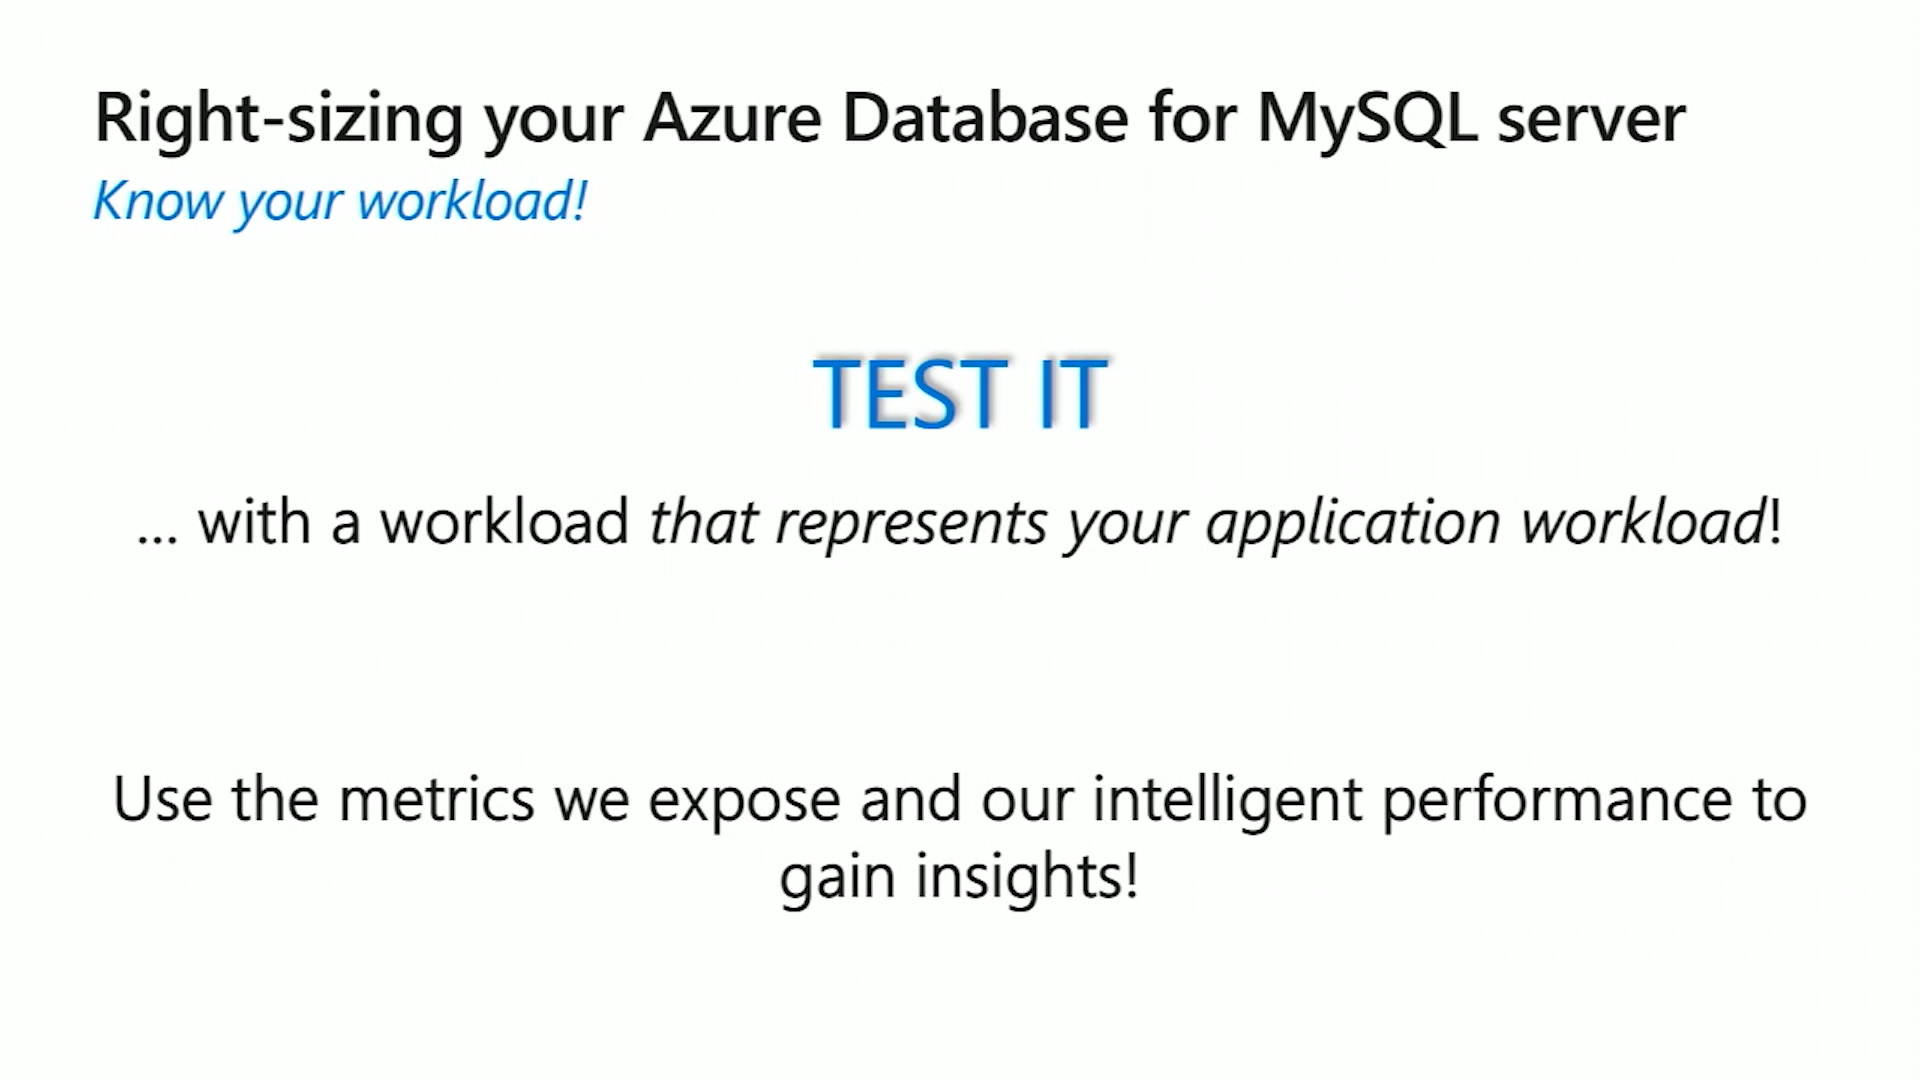 Right-sizing your Azure Database for MySQL server
Know your workload!
TEST IT
... with a workload that represents your application workload!
Use the metrics we expose and our intelligent performance to
gain insights!